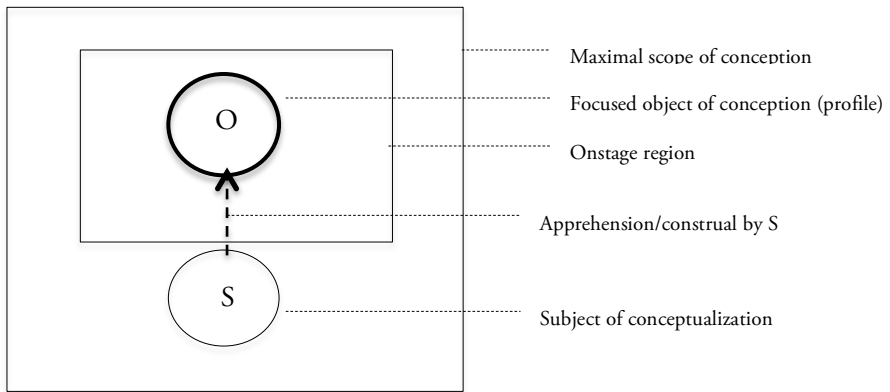 Maximal scope of conception
O
Focused object of conception (profile)
Onstage region
Apprehension/construal by S
S
Subject of conceptualization